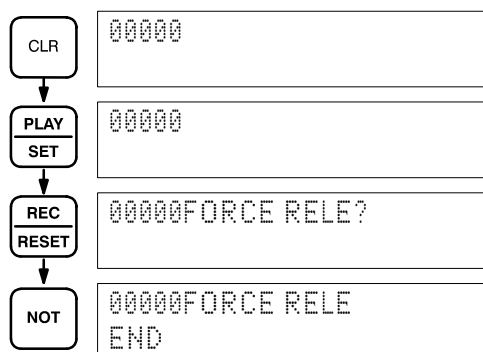 CLR
00000
PLAY
SET
00000
REC
RESET
00000FORCE RELE?
NOT
00000FORCE RELE
END